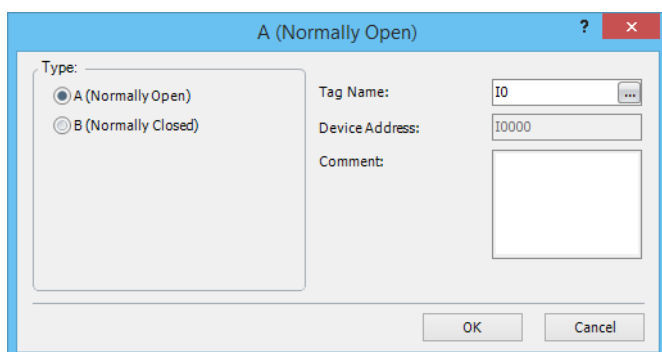 A (Normally Open)
?
Type:
A (Normally Open)
B (Normally Closed)
Tag Name:
I0
...
Device Address:
I0000
Comment:
OK
Cancel